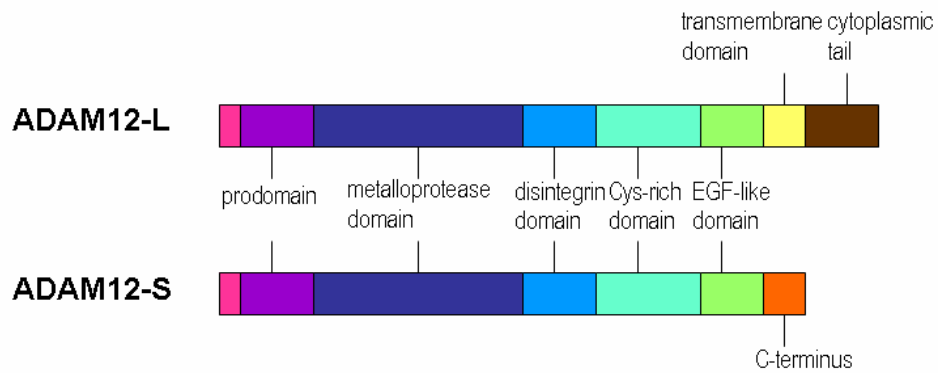 transmembrane cytoplasmic
domain tail
ADAM12-L
prodomain
metalloprotease
domain
disintegrin
domain
Cys-rich
domain
EGF-like
domain
ADAM12-S
C-terminus